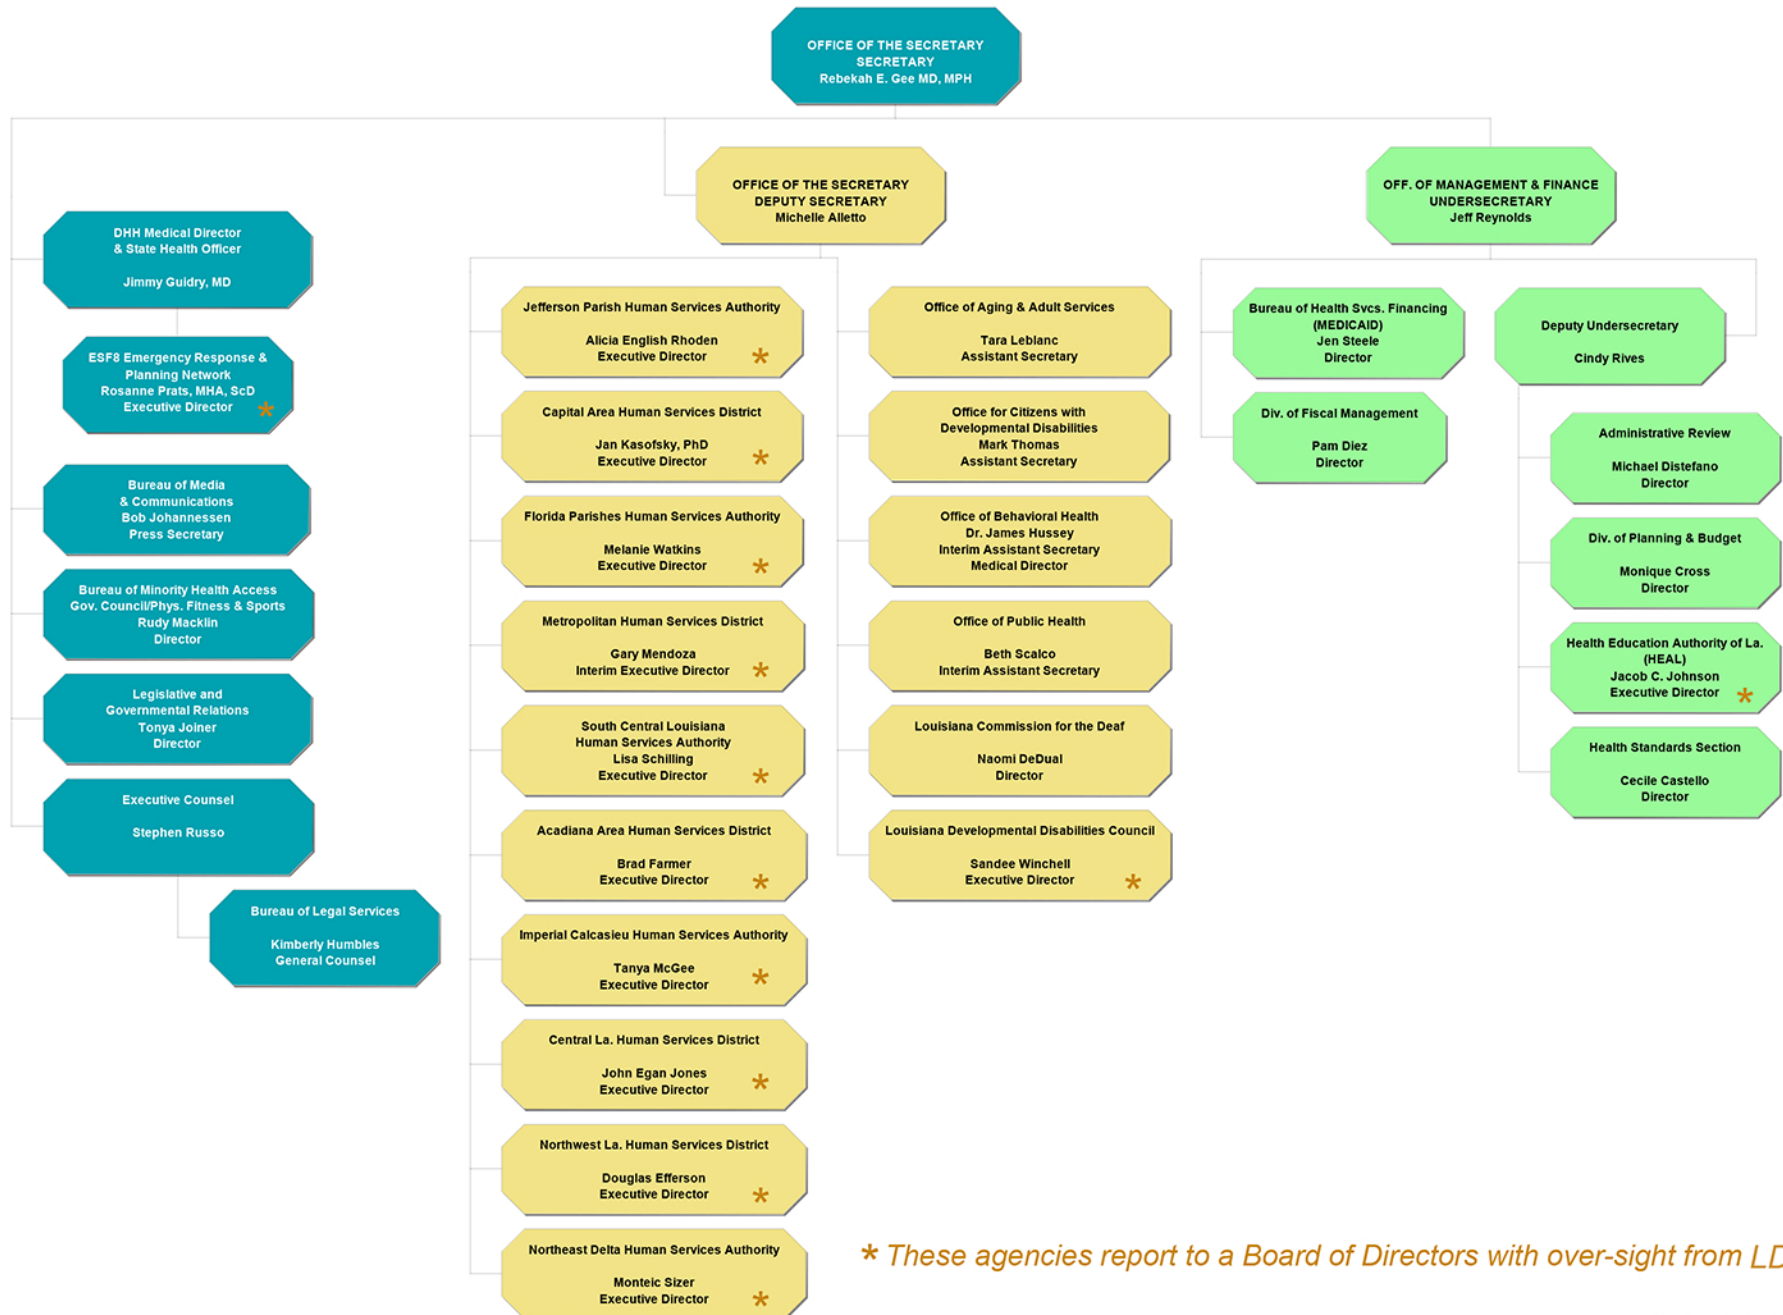 OFFICE OF THE SECRETARY
SECRETARY
Rebekah E. Gee MD, MPH
OFFICE OF THE SECRETARY
DEPUTY SECRETARY
Michelle Alletto
OFF. OF MANAGEMENT & FINANCE
UNDERSECRETARY
Jeff Reynolds
DHH Medical Director
& State Health Officer
Jimmy Guidry, MD
ESF8 Emergency Response &
Planning Network
Rosanne Prats, MHA, ScD
Executive Director *
Bureau of Media
& Communications
Bob Johannessen
Press Secretary
Bureau of Minority Health Access
Gov. Council/Phys. Fitness & Sports
Rudy Macklin
Director
Legislative and
Governmental Relations
Tonya Joiner
Director
Executive Counsel
Stephen Russo
Bureau of Legal Services
Kimberly Humbles
General Counsel
Jefferson Parish Human Services Authority
Alicia English Rhoden
Executive Director *
Capital Area Human Services District
Jan Kasofsky, PhD
Executive Director *
Florida Parishes Human Services Authority
Melanie Watkins
Executive Director *
Metropolitan Human Services District
Gary Mendoza
Interim Executive Director *
South Central Louisiana
Human Services Authority
Lisa Schilling
Executive Director *
Acadiana Area Human Services District
Brad Farmer
Executive Director *
Imperial Calcasieu Human Services Authority
Tanya McGee
Executive Director *
Central La. Human Services District
John Egan Jones
Executive Director *
Northwest La. Human Services District
Douglas Efferson
Executive Director *
Northeast Delta Human Services Authority
Monteic Sizer
Executive Director *
Office of Aging & Adult Services
Tara Leblanc
Assistant Secretary
Office for Citizens with
Developmental Disabilities
Mark Thomas
Assistant Secretary
Office of Behavioral Health
Dr. James Hussey
Interim Assistant Secretary
Medical Director
Office of Public Health
Beth Scalco
Interim Assistant Secretary
Louisiana Commission for the Deaf
Naomi DeDual
Director
Louisiana Developmental Disabilities Council
Sandee Winchell
Executive Director *
Bureau of Health Svcs. Financing
(MEDICAID)
Jen Steele
Director
Div. of Fiscal Management
Pam Diez
Director
Deputy Undersecretary
Cindy Rives
Administrative Review
Michael Distefano
Director
Div. of Planning & Budget
Monique Cross
Director
Health Education Authority of La.
(HEAL)
Jacob C. Johnson
Executive Director *
Health Standards Section
Cecile Castello
Director
* These agencies report to a Board of Directors with over-sight from LD